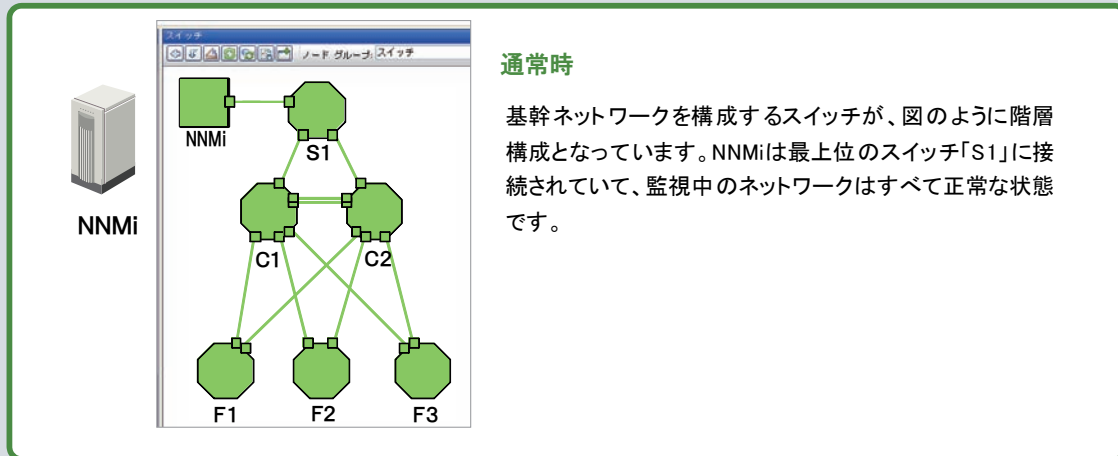 スイッチ
ノード グループ: スイッチ
NNMi
S1
C1
C2
F1
F2
F3
NNMi
通常時
基幹ネットワークを構成するスイッチが、図のように階層
構成となっています。NNMiは最上位のスイッチ「S1」に接
続されていて、監視中のネットワークはすべて正常な状態
です。